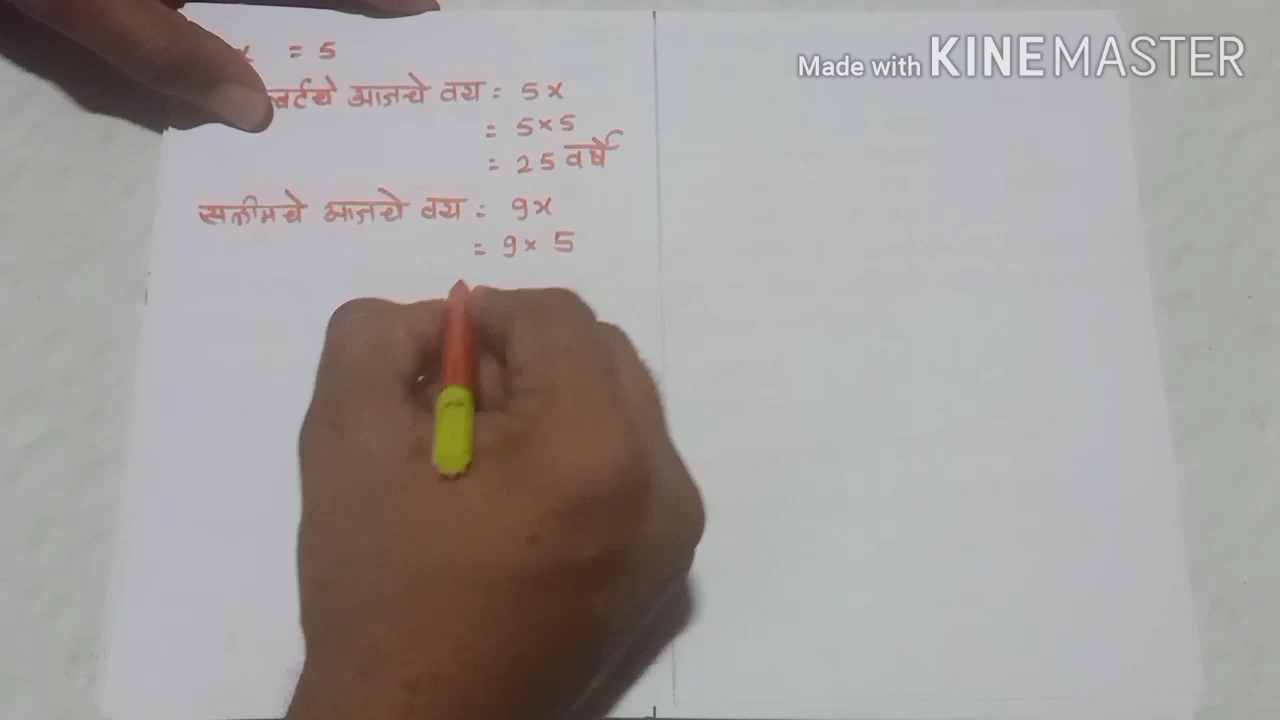 Made with KINEMASTER
x = 5
आजचे वय = 5x
= 5×5
= 25 वर्षे
सलीमचे आजचे वय = 9x
= 9 × 5